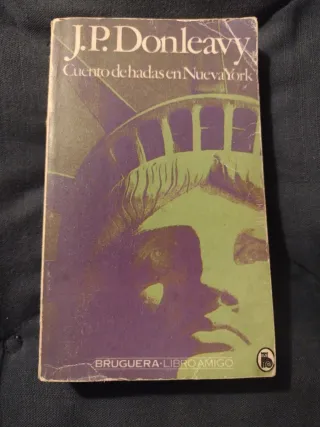 J.P. Donleavy
Cuento de hadas en Nueva York
BRUGUERA·LIBRO AMIGO